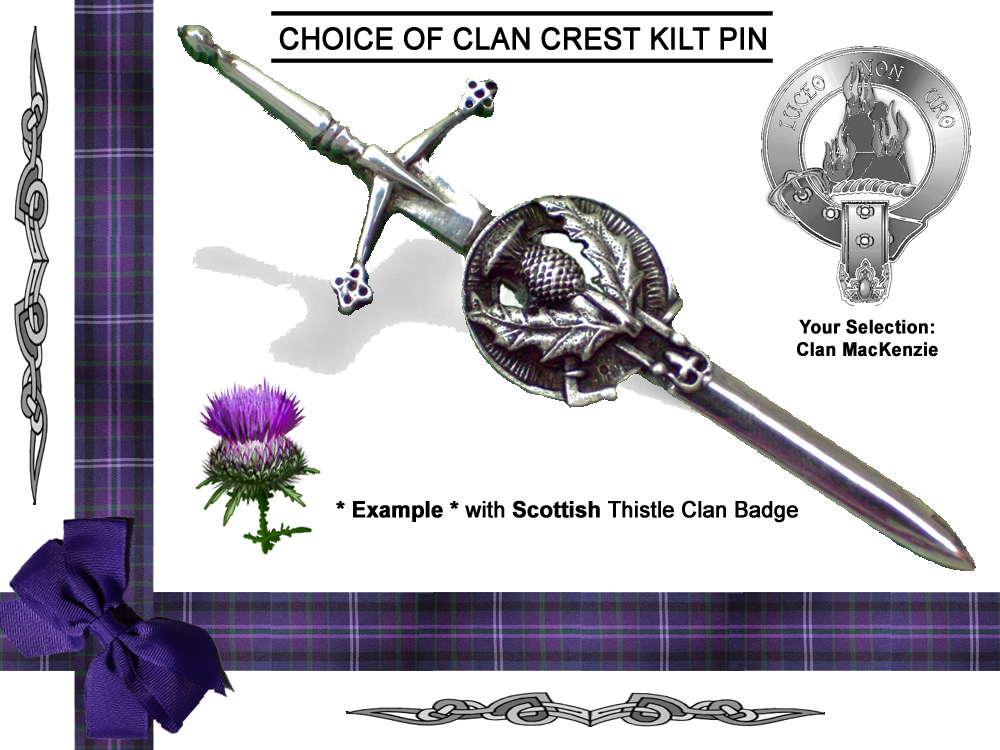 CHOICE OF CLAN CREST KILT PIN
LUCEO NON URO
Your Selection:
Clan MacKenzie
* Example * with Scottish Thistle Clan Badge